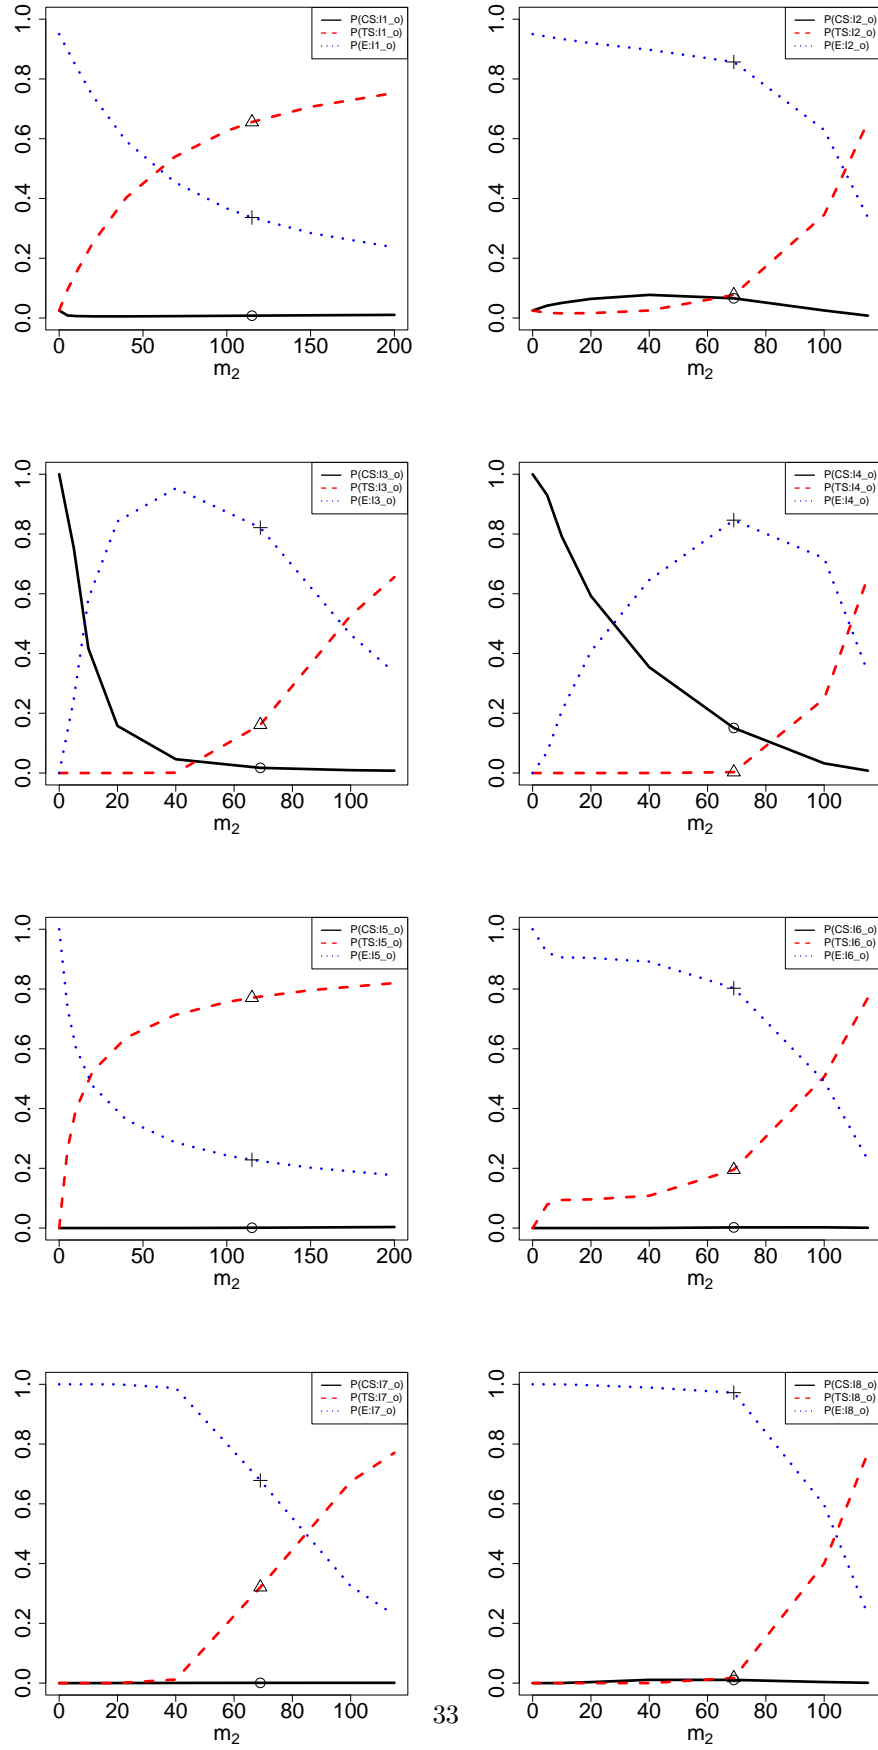 P(CS:I1_o)
P(TS:I1_o)
P(E:I1_o)
0.0 0.2 0.4 0.6 0.8 1.0
0 50 100 150 200
m2
P(CS:I2_o)
P(TS:I2_o)
P(E:I2_o)
0.0 0.2 0.4 0.6 0.8 1.0
0 20 40 60 80 100
m2
P(CS:I3_o)
P(TS:I3_o)
P(E:I3_o)
0.0 0.2 0.4 0.6 0.8 1.0
0 20 40 60 80 100
m2
P(CS:I4_o)
P(TS:I4_o)
P(E:I4_o)
0.0 0.2 0.4 0.6 0.8 1.0
0 20 40 60 80 100
m2
P(CS:I5_o)
P(TS:I5_o)
P(E:I5_o)
0.0 0.2 0.4 0.6 0.8 1.0
0 50 100 150 200
m2
P(CS:I6_o)
P(TS:I6_o)
P(E:I6_o)
0.0 0.2 0.4 0.6 0.8 1.0
0 20 40 60 80 100
m2
P(CS:I7_o)
P(TS:I7_o)
P(E:I7_o)
0.0 0.2 0.4 0.6 0.8 1.0
0 20 40 60 80 100
m2
P(CS:I8_o)
P(TS:I8_o)
P(E:I8_o)
0.0 0.2 0.4 0.6 0.8 1.0
0 20 40 60 80 100
m2
33